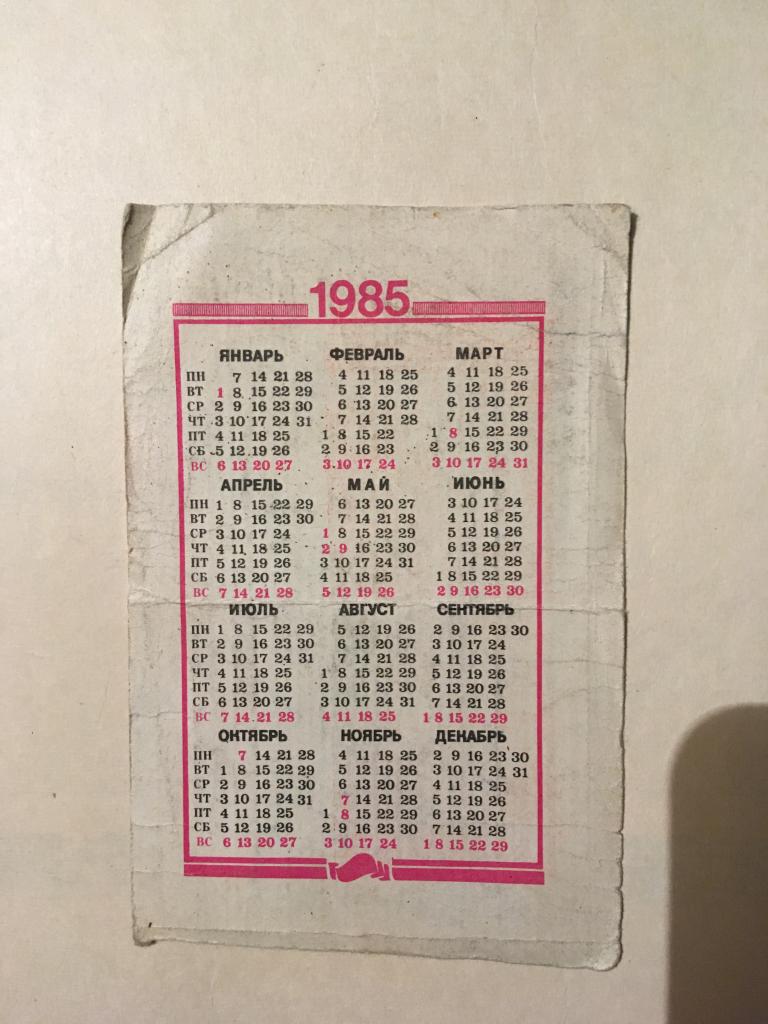 1985
ЯНВАРЬ ФЕВРАЛЬ МАРТ
ПН 7 14 21 28 4 11 18 25 4 11 18 25
ВТ 1 8 15 22 29 5 12 19 26 5 12 19 26
СР 2 9 16 23 30 6 13 20 27 6 13 20 27
ЧТ 3 10 17 24 31 7 14 21 28 7 14 21 28
ПТ 4 11 18 25 1 8 15 22 1 8 15 22 29
СБ 5 12 19 26 2 9 16 23 2 9 16 23 30
ВС 6 13 20 27 3 10 17 24 3 10 17 24 31
АПРЕЛЬ МАЙ ИЮНЬ
ПН 1 8 15 22 29 6 13 20 27 3 10 17 24
ВТ 2 9 16 23 30 7 14 21 28 4 11 18 25
СР 3 10 17 24 1 8 15 22 29 5 12 19 26
ЧТ 4 11 18 25 2 9 16 23 30 6 13 20 27
ПТ 5 12 19 26 3 10 17 24 31 7 14 21 28
СБ 6 13 20 27 4 11 18 25 1 8 15 22 29
ВС 7 14 21 28 5 12 19 26 2 9 16 23 30
ИЮЛЬ АВГУСТ СЕНТЯБРЬ
ПН 1 8 15 22 29 5 12 19 26 2 9 16 23 30
ВТ 2 9 16 23 30 6 13 20 27 3 10 17 24
СР 3 10 17 24 31 7 14 21 28 4 11 18 25
ЧТ 4 11 18 25 1 8 15 22 29 5 12 19 26
ПТ 5 12 19 26 2 9 16 23 30 6 13 20 27
СБ 6 13 20 27 3 10 17 24 31 7 14 21 28
ВС 7 14 21 28 4 11 18 25 1 8 15 22 29
ОКТЯБРЬ НОЯБРЬ ДЕКАБРЬ
ПН 7 14 21 28 4 11 18 25 2 9 16 23 30
ВТ 1 8 15 22 29 5 12 19 26 3 10 17 24 31
СР 2 9 16 23 30 6 13 20 27 4 11 18 25
ЧТ 3 10 17 24 31 7 14 21 28 5 12 19 26
ПТ 4 11 18 25 1 8 15 22 29 6 13 20 27
СБ 5 12 19 26 2 9 16 23 30 7 14 21 28
ВС 6 13 20 27 3 10 17 24 1 8 15 22 29